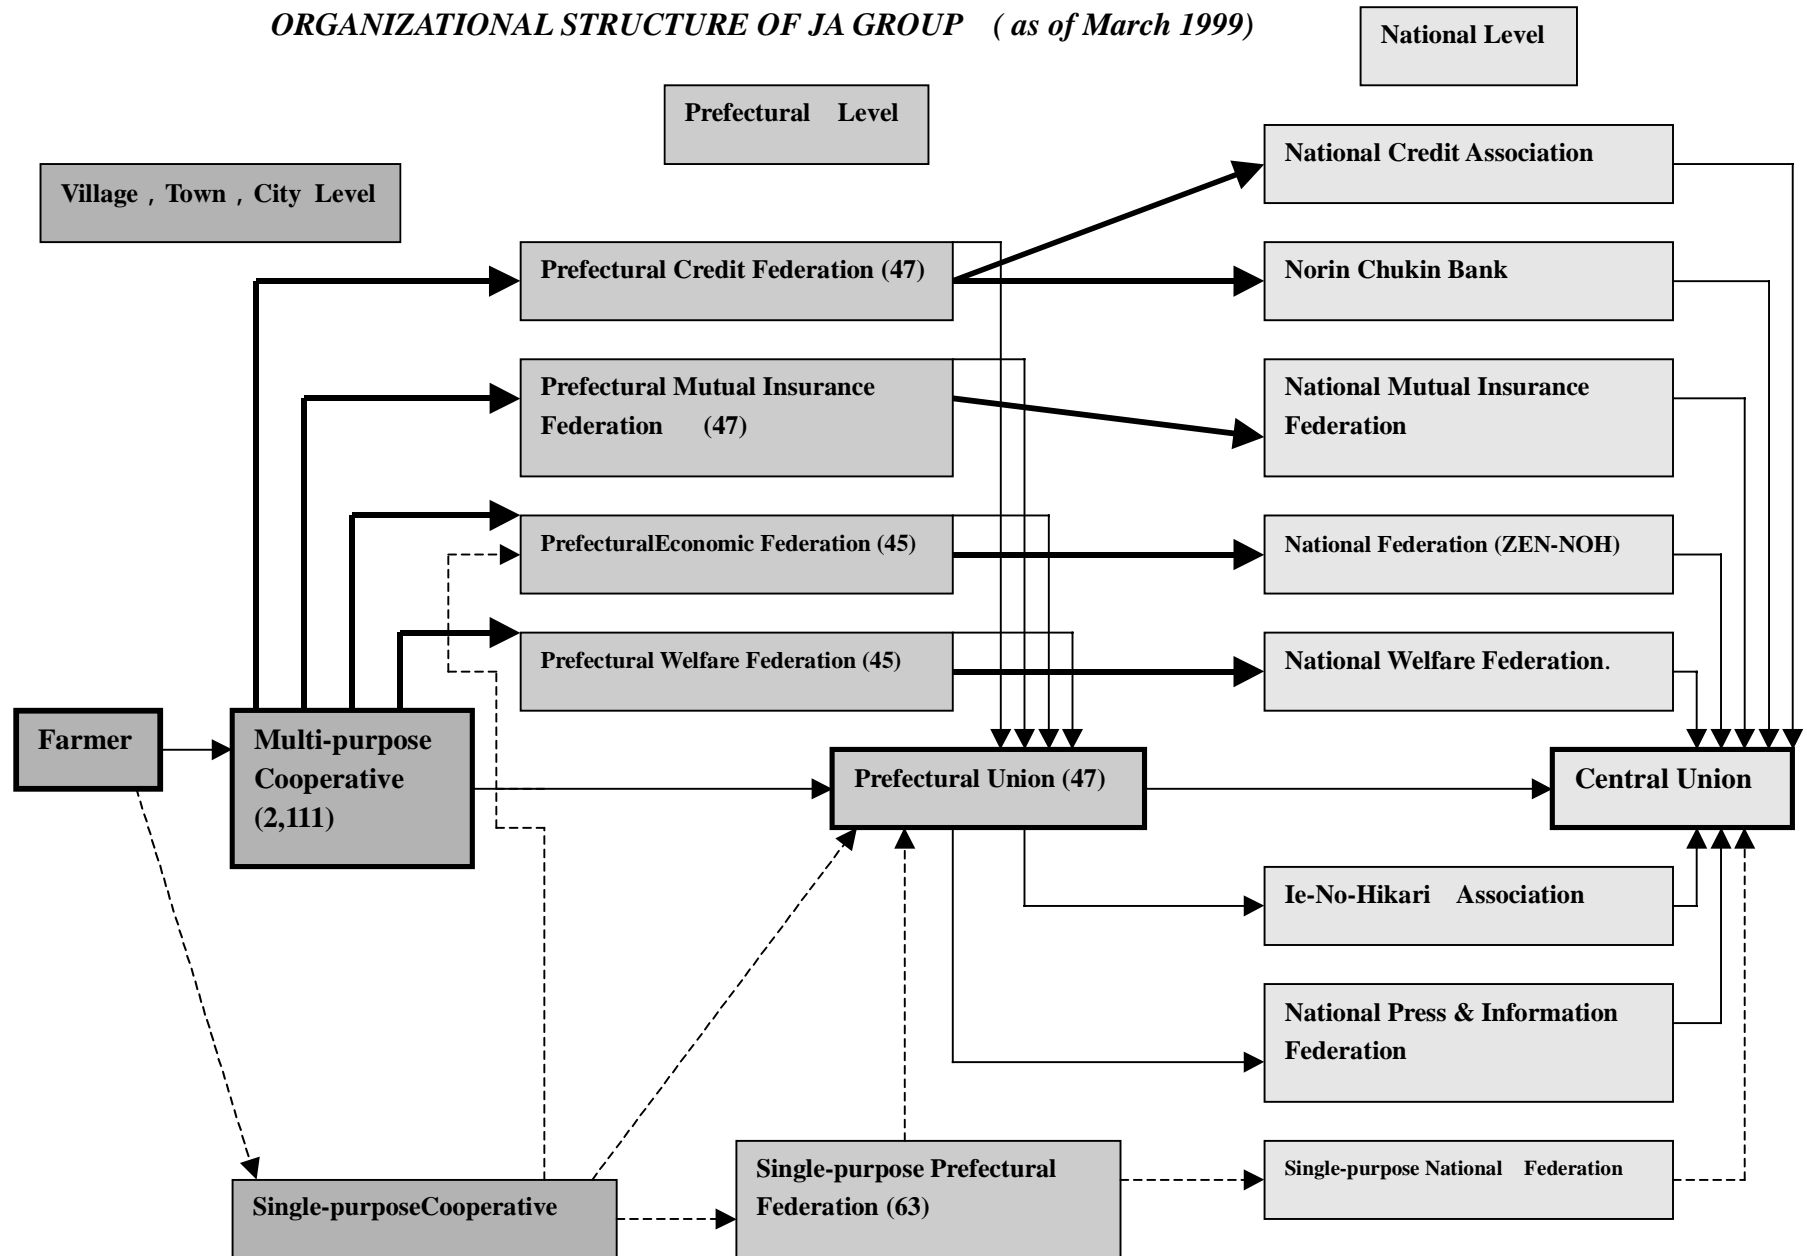 ORGANIZATIONAL STRUCTURE OF JA GROUP ( as of March 1999)
National Level
Prefectural Level
Village , Town , City Level
National Credit Association
Prefectural Credit Federation (47)
Norin Chukin Bank
Prefectural Mutual Insurance
Federation (47)
National Mutual Insurance
Federation
PrefecturalEconomic Federation (45)
National Federation (ZEN-NOH)
Prefectural Welfare Federation (45)
National Welfare Federation.
Farmer
Multi-purpose
Cooperative
(2,111)
Prefectural Union (47)
Central Union
Ie-No-Hikari Association
National Press & Information
Federation
Single-purposeCooperative
Single-purpose Prefectural
Federation (63)
Single-purpose National Federation